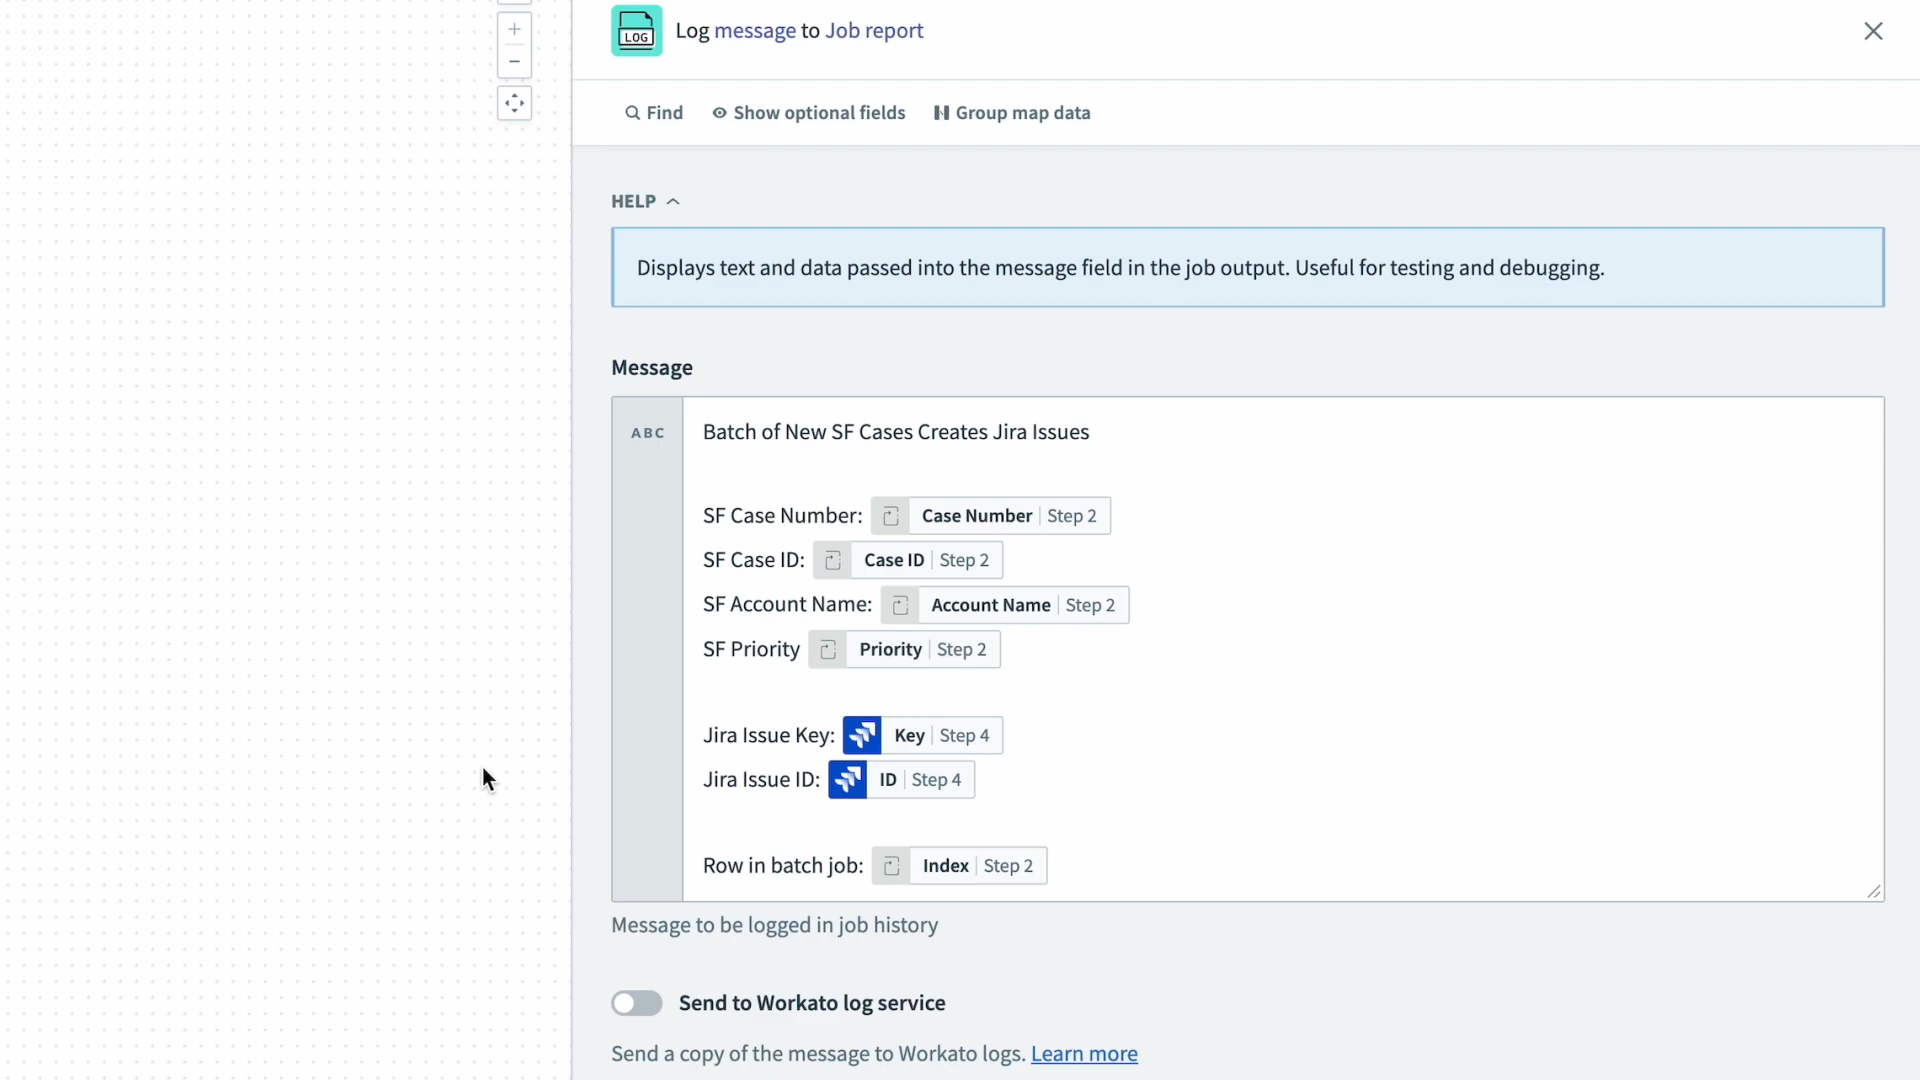 LOG
Log message to Job report
Find Show optional fields Group map data
HELP
Displays text and data passed into the message field in the job output. Useful for testing and debugging.
Message
ABC
Batch of New SF Cases Creates Jira Issues
SF Case Number: Case Number Step 2
SF Case ID: Case ID Step 2
SF Account Name: Account Name Step 2
SF Priority Priority Step 2
Jira Issue Key: Key Step 4
Jira Issue ID: ID Step 4
Row in batch job: Index Step 2
Message to be logged in job history
Send to Workato log service
Send a copy of the message to Workato logs. Learn more